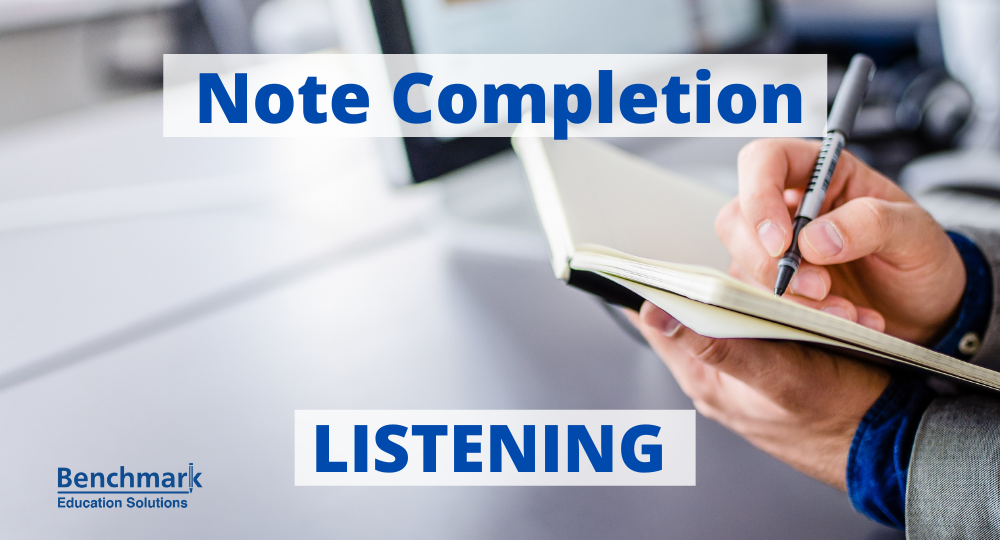 Note Completion
LISTENING
Benchmark
Education Solutions